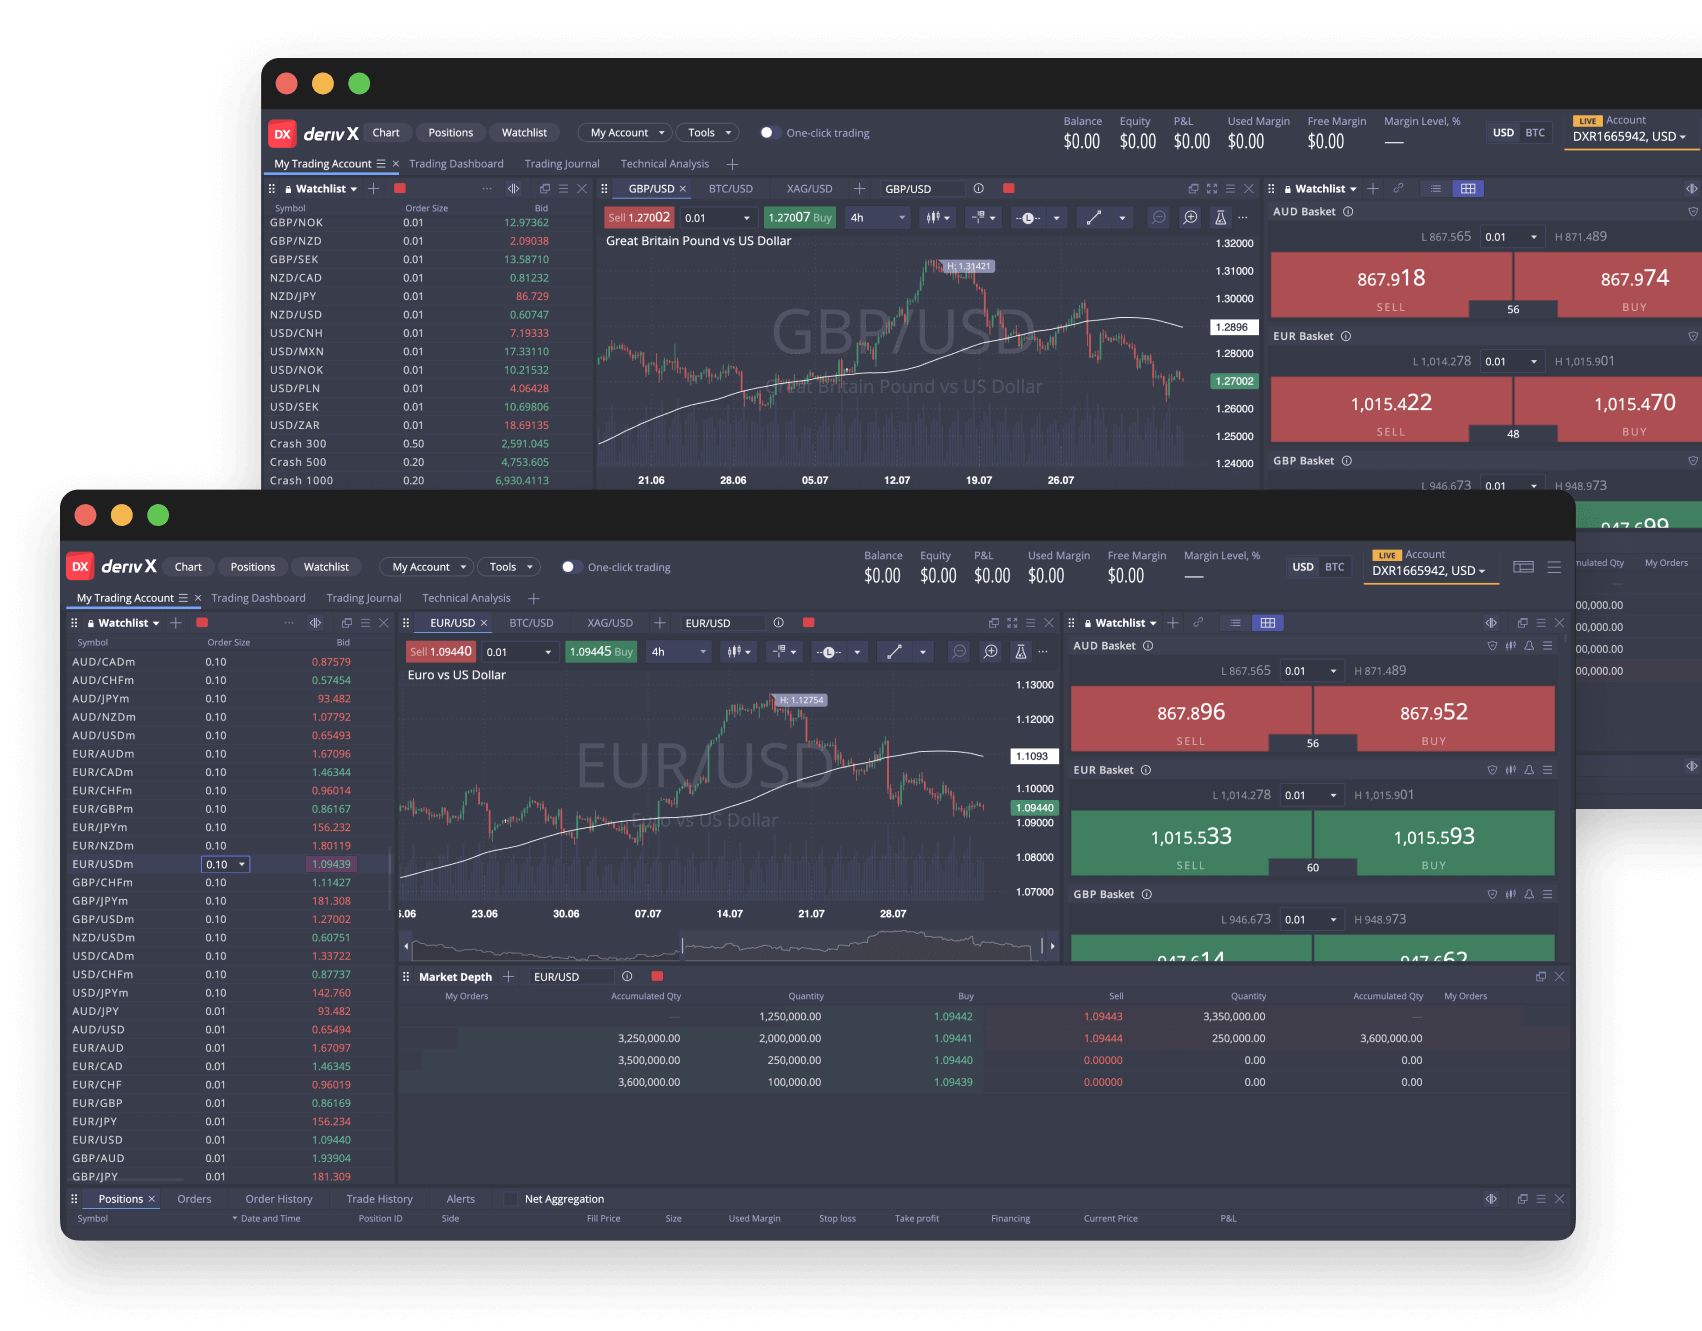 DX deriv X Chart Positions Watchlist My Account Tools One-click trading
Balance Equity P&L Used Margin Free Margin Margin Level, % USD BTC LIVE Account
$0.00 $0.00 $0.00 $0.00 $0.00 — DXR1665942, USD
My Trading Account Trading Dashboard Trading Journal Technical Analysis
Watchlist
Symbol Order Size Bid
GBP/NOK 0.01 12.97362
GBP/NZD 0.01 2.09038
GBP/SEK 0.01 13.58710
NZD/CAD 0.01 0.81232
NZD/JPY 0.01 86.729
NZD/USD 0.01 0.60747
USD/CNH 0.01 7.19333
USD/MXN 0.01 17.33110
USD/NOK 0.01 10.21532
USD/PLN 0.01 4.06428
USD/SEK 0.01 10.69806
USD/ZAR 0.01 18.69135
Crash 300 0.50 2,591.045
Crash 500 0.20 4,753.605
Crash 1000 0.20 6,930.4113
GBP/USD BTC/USD XAG/USD GBP/USD
Sell 1.27002 0.01 1.27007 Buy 4h L
Great Britain Pound vs US Dollar
H: 1.31421
GBP/USD
Great Britain Pound vs US Dollar
1.32000
1.31000
1.30000
1.2896
1.28000
1.27002
1.26000
1.25000
1.24000
21.06 28.06 05.07 12.07 19.07 26.07
Watchlist
AUD Basket
L 867.565 0.01 H 871.489
867.918 867.974
SELL 56 BUY
EUR Basket
L 1,014.278 0.01 H 1,015.901
1,015.422 1,015.470
SELL 48 BUY
GBP Basket
L 946.673 0.01 H 948.973
947.699
mulated Qty My Orders
00,000.00
00,000.00
00,000.00
00,000.00
DX deriv X Chart Positions Watchlist My Account Tools One-click trading
Balance Equity P&L Used Margin Free Margin Margin Level, % USD BTC LIVE Account
$0.00 $0.00 $0.00 $0.00 $0.00 — DXR1665942, USD
My Trading Account Trading Dashboard Trading Journal Technical Analysis
Watchlist
Symbol Order Size Bid
AUD/CADm 0.10 0.87579
AUD/CHFm 0.10 0.57454
AUD/JPYm 0.10 93.482
AUD/NZDm 0.10 1.07792
AUD/USDm 0.10 0.65493
EUR/AUDm 0.10 1.67096
EUR/CADm 0.10 1.46344
EUR/CHFm 0.10 0.96014
EUR/GBPm 0.10 0.86167
EUR/JPYm 0.10 156.232
EUR/NZDm 0.10 1.80119
EUR/USDm 0.10 1.09439
GBP/CHFm 0.10 1.11427
GBP/JPYm 0.10 181.308
GBP/USDm 0.10 1.27002
NZD/USDm 0.10 0.60751
USD/CADm 0.10 1.33722
USD/CHFm 0.10 0.87737
USD/JPYm 0.10 142.760
AUD/JPY 0.01 93.482
AUD/USD 0.01 0.65494
EUR/AUD 0.01 1.67097
EUR/CAD 0.01 1.46345
EUR/CHF 0.01 0.96019
EUR/GBP 0.01 0.86169
EUR/JPY 0.01 156.234
EUR/USD 0.01 1.09440
GBP/AUD 0.01 1.93904
GBP/JPY 0.01 181.309
EUR/USD BTC/USD XAG/USD EUR/USD
Sell 1.09440 0.01 1.09445 Buy 4h L
Euro vs US Dollar
H: 1.12754
EUR/USD
Euro vs US Dollar
1.13000
1.12000
1.1093
1.10000
1.09440
1.09000
1.08000
1.07000
6.06 23.06 30.06 07.07 14.07 21.07 28.07
Watchlist
AUD Basket
L 867.565 0.01 H 871.489
867.896 867.952
SELL 56 BUY
EUR Basket
L 1,014.278 0.01 H 1,015.901
1,015.533 1,015.593
SELL 60 BUY
GBP Basket
L 946.673 0.01 H 948.973
947.614 947.662
Market Depth EUR/USD
My Orders Accumulated Qty Quantity Buy Sell Quantity Accumulated Qty My Orders
— 1,250,000.00 1.09442 1.09443 3,350,000.00 —
3,250,000.00 2,000,000.00 1.09441 1.09444 250,000.00 3,600,000.00
3,500,000.00 250,000.00 1.09440 0.00000 0.00 0.00
3,600,000.00 100,000.00 1.09439 0.00000 0.00 0.00
Positions Orders Order History Trade History Alerts Net Aggregation
Symbol Date and Time Position ID Side Fill Price Size Used Margin Stop loss Take profit Financing Current Price P&L